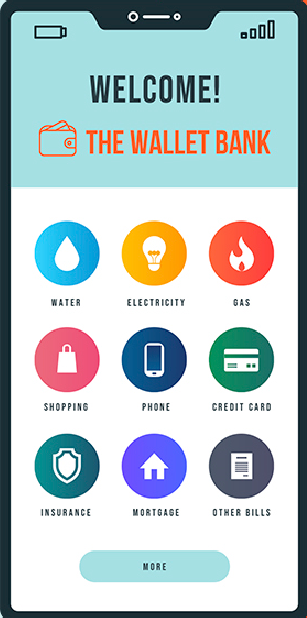 WELCOME!
THE WALLET BANK
WATER
ELECTRICITY
GAS
SHOPPING
PHONE
CREDIT CARD
INSURANCE
MORTGAGE
OTHER BILLS
MORE